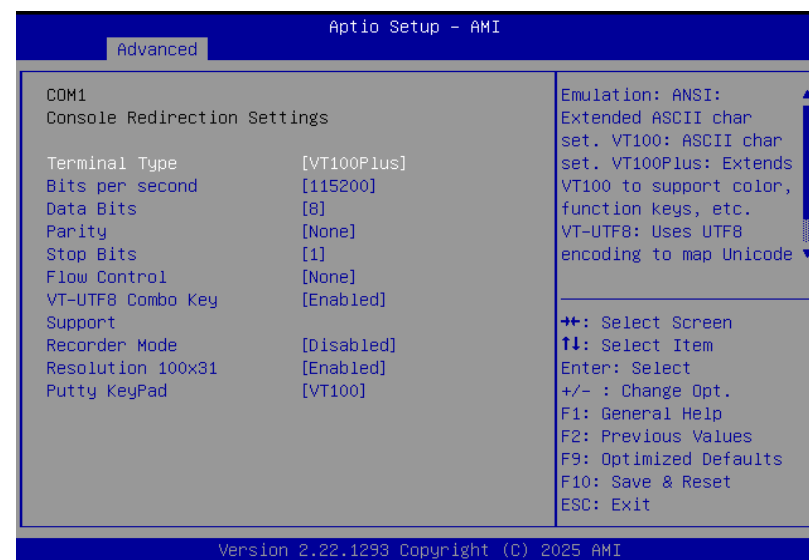 Aptio Setup – AMI
Advanced
COM1
Console Redirection Settings
Terminal Type [VT100Plus]
Bits per second [115200]
Data Bits [8]
Parity [None]
Stop Bits [1]
Flow Control [None]
VT-UTF8 Combo Key [Enabled]
Support
Recorder Mode [Disabled]
Resolution 100x31 [Enabled]
Putty KeyPad [VT100]
Emulation: ANSI:
Extended ASCII char
set. VT100: ASCII char
set. VT100Plus: Extends
VT100 to support color,
function keys, etc.
VT-UTF8: Uses UTF8
encoding to map Unicode
→←: Select Screen
↑↓: Select Item
Enter: Select
+/- : Change Opt.
F1: General Help
F2: Previous Values
F9: Optimized Defaults
F10: Save & Reset
ESC: Exit
Version 2.22.1293 Copyright (C) 2025 AMI